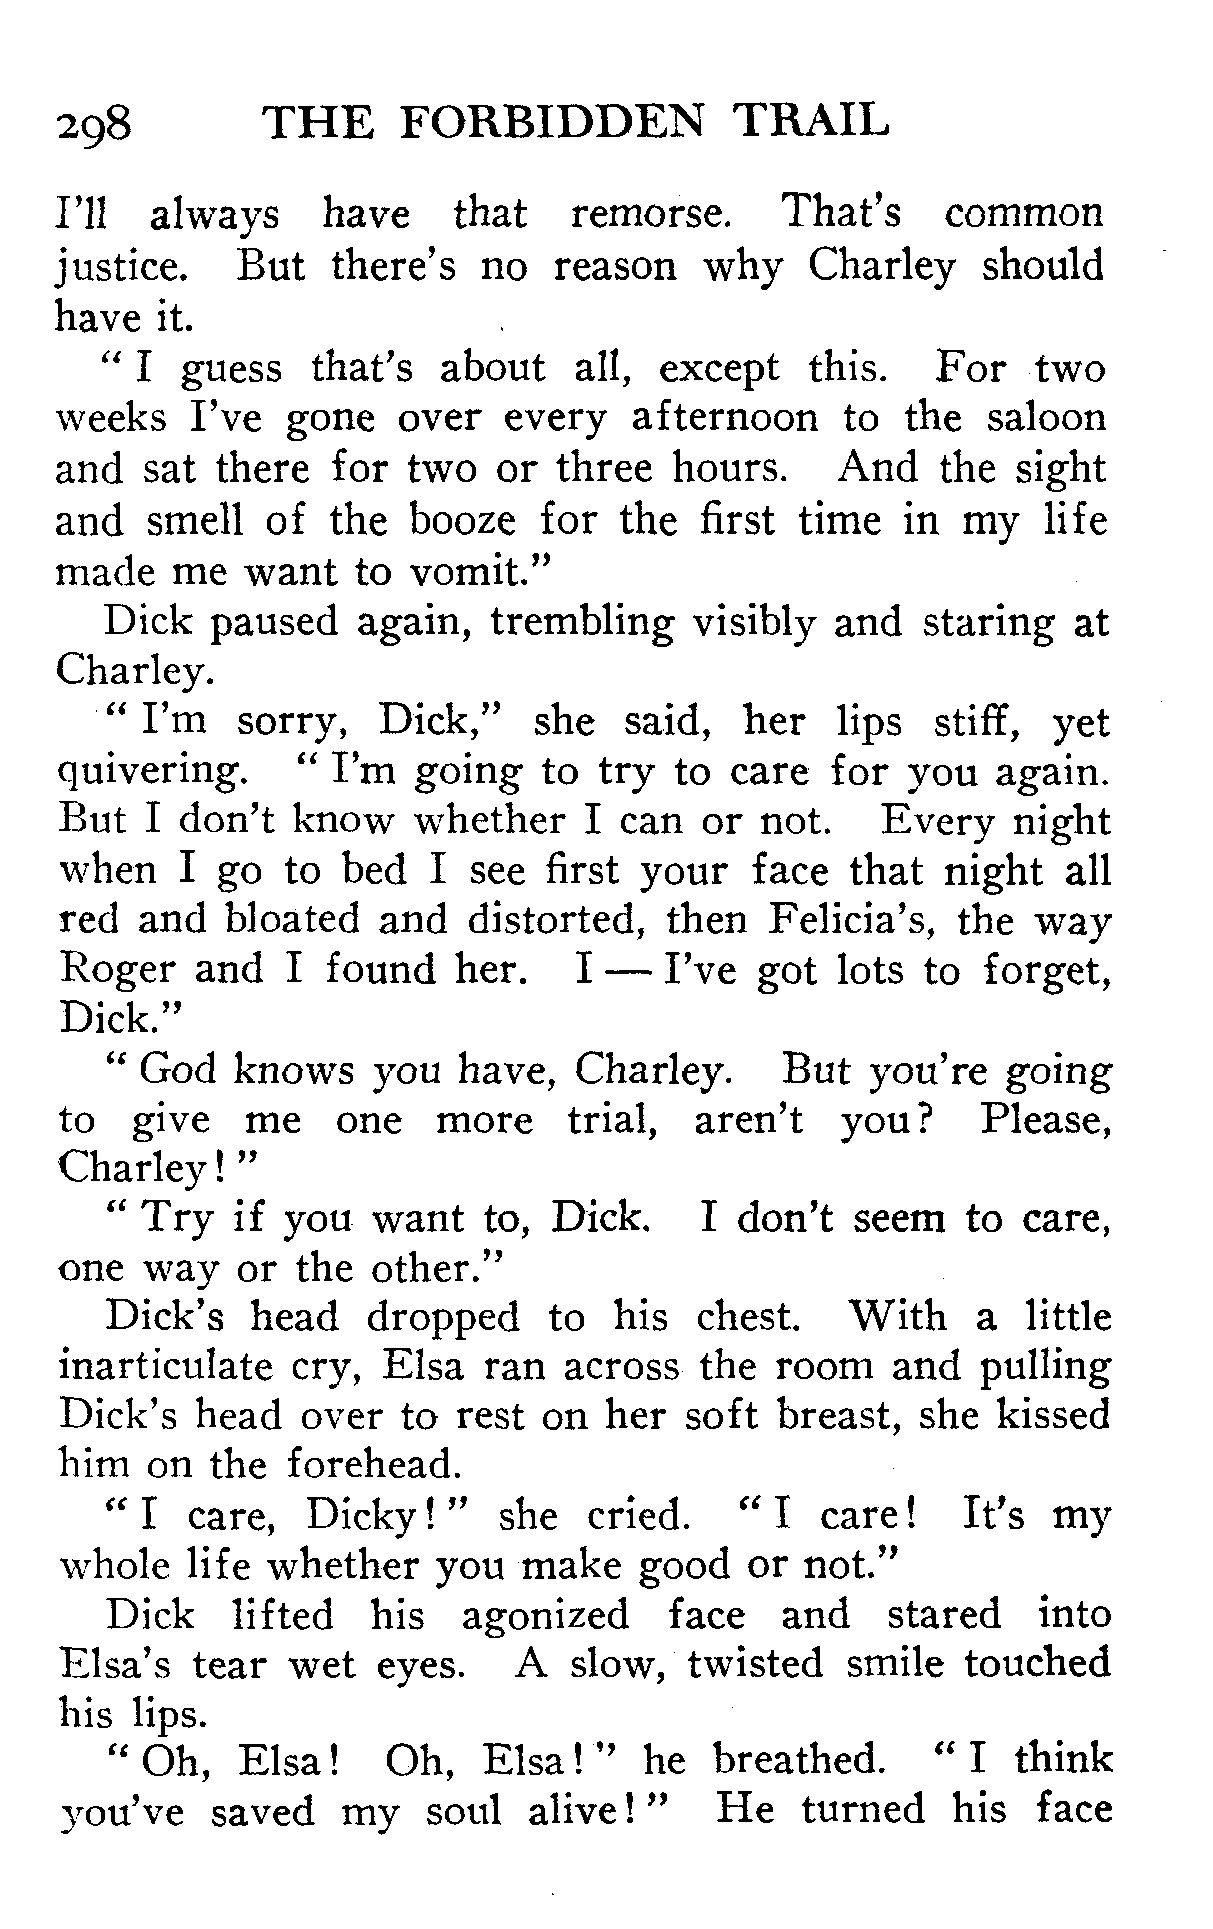 298 THE FORBIDDEN TRAIL
I'll always have that remorse. That's common
justice. But there's no reason why Charley should
have it.
" I guess that's about all, except this. For two
weeks I've gone over every afternoon to the saloon
and sat there for two or three hours. And the sight
and smell of the booze for the first time in my life
made me want to vomit."
Dick paused again, trembling visibly and staring at
Charley.
" I'm sorry, Dick," she said, her lips stiff, yet
quivering. " I'm going to try to care for you again.
But I don't know whether I can or not. Every night
when I go to bed I see first your face that night all
red and bloated and distorted, then Felicia's, the way
Roger and I found her. I — I've got lots to forget,
Dick."
" God knows you have, Charley. But you're going
to give me one more trial, aren't you? Please,
Charley! "
" Try if you want to, Dick. I don't seem to care,
one way or the other."
Dick's head dropped to his chest. With a little
inarticulate cry, Elsa ran across the room and pulling
Dick's head over to rest on her soft breast, she kissed
him on the forehead.
" I care, Dicky! " she cried. " I care! It's my
whole life whether you make good or not."
Dick lifted his agonized face and stared into
Elsa's tear wet eyes. A slow, twisted smile touched
his lips.
" Oh, Elsa! Oh, Elsa! " he breathed. " I think
you've saved my soul alive! " He turned his face